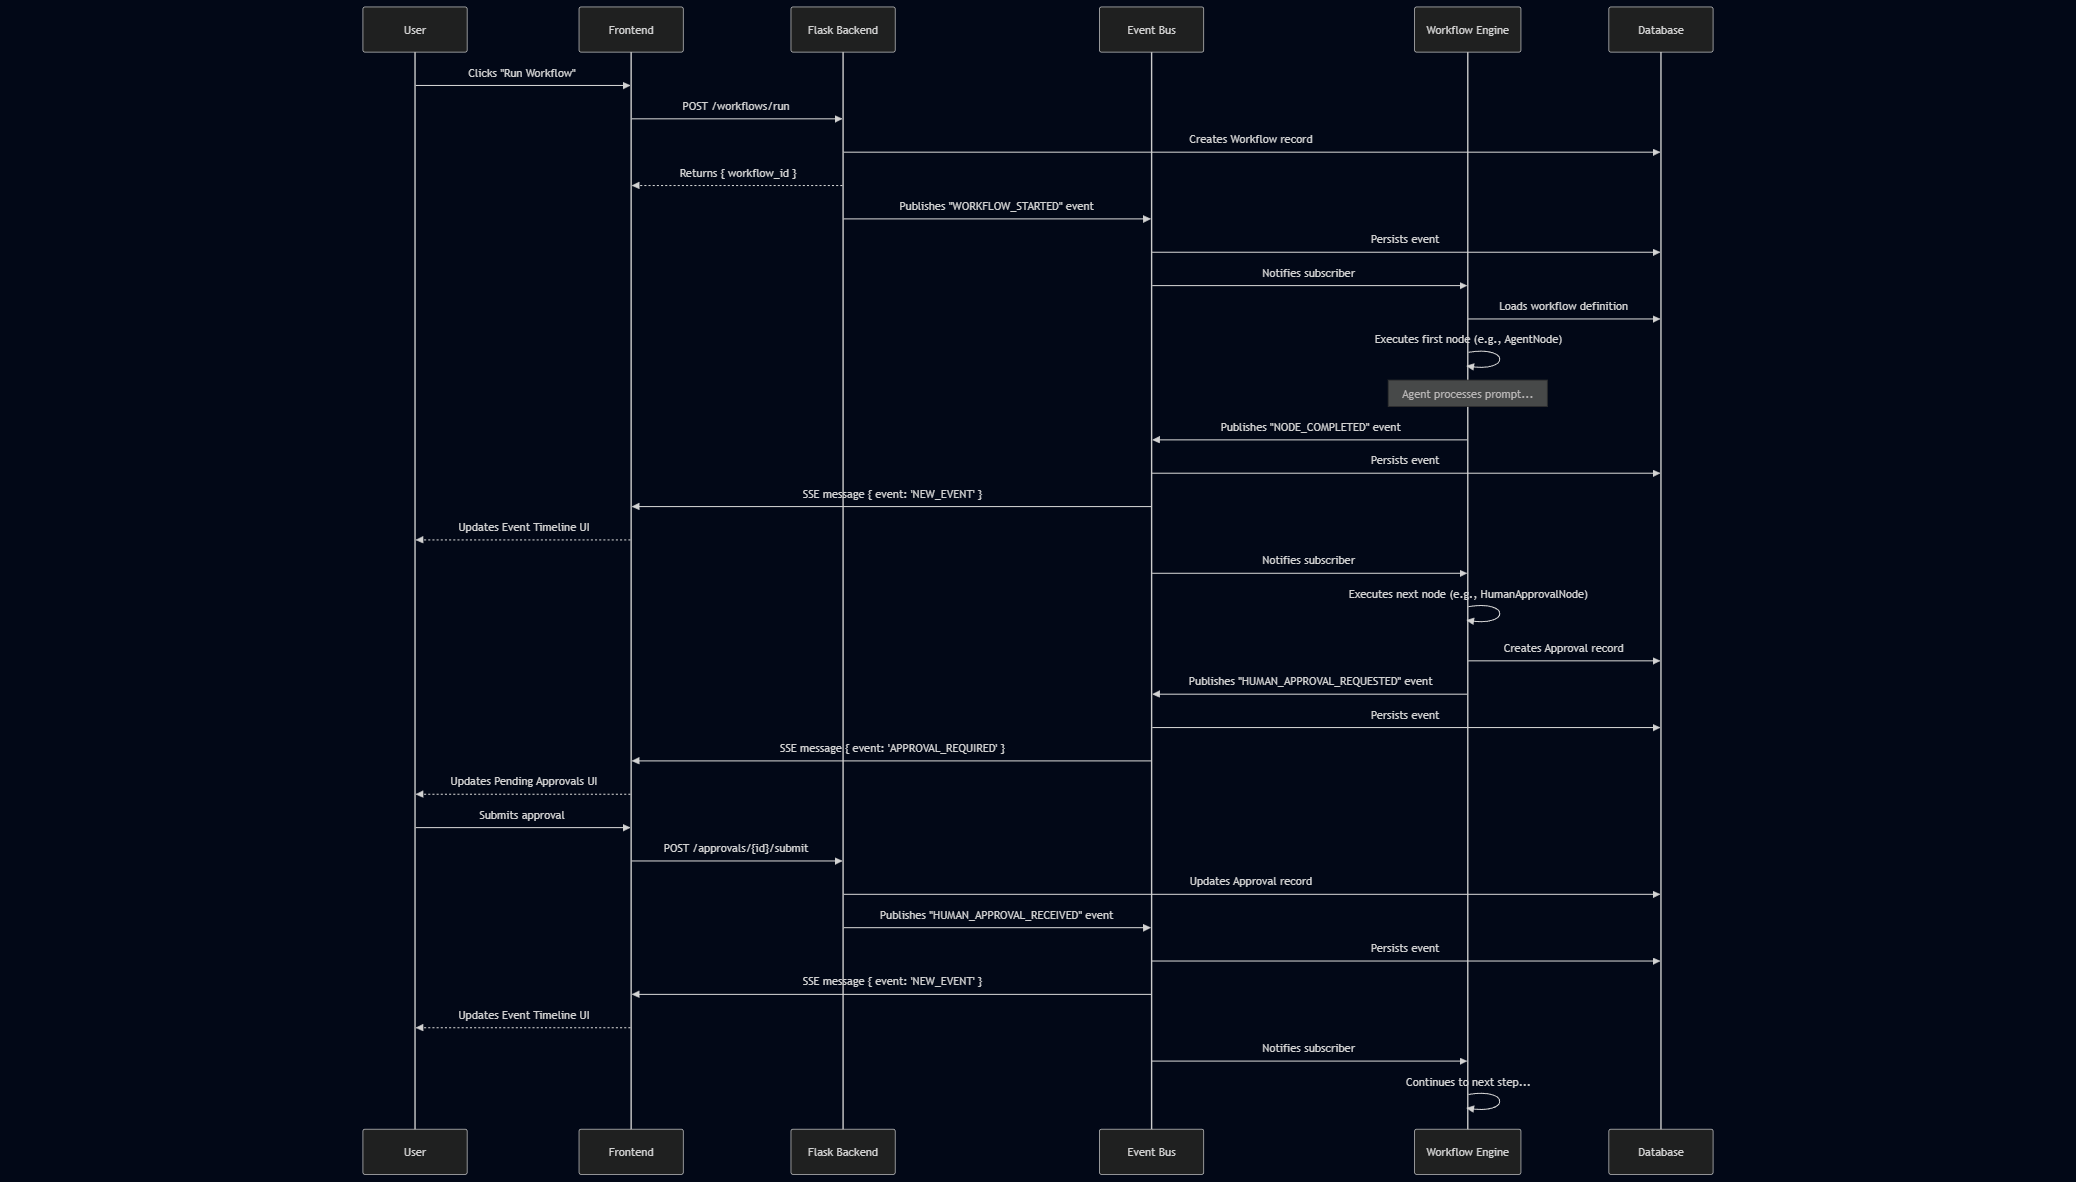 User
Frontend
Flask Backend
Event Bus
Workflow Engine
Database
Clicks "Run Workflow"
POST /workflows/run
Creates Workflow record
Returns { workflow_id }
Publishes "WORKFLOW_STARTED" event
Persists event
Notifies subscriber
Loads workflow definition
Executes first node (e.g., AgentNode)
Agent processes prompt...
Publishes "NODE_COMPLETED" event
Persists event
SSE message { event: 'NEW_EVENT' }
Updates Event Timeline UI
Notifies subscriber
Executes next node (e.g., HumanApprovalNode)
Creates Approval record
Publishes "HUMAN_APPROVAL_REQUESTED" event
Persists event
SSE message { event: 'APPROVAL_REQUIRED' }
Updates Pending Approvals UI
Submits approval
POST /approvals/{id}/submit
Updates Approval record
Publishes "HUMAN_APPROVAL_RECEIVED" event
Persists event
SSE message { event: 'NEW_EVENT' }
Updates Event Timeline UI
Notifies subscriber
Continues to next step...
User
Frontend
Flask Backend
Event Bus
Workflow Engine
Database